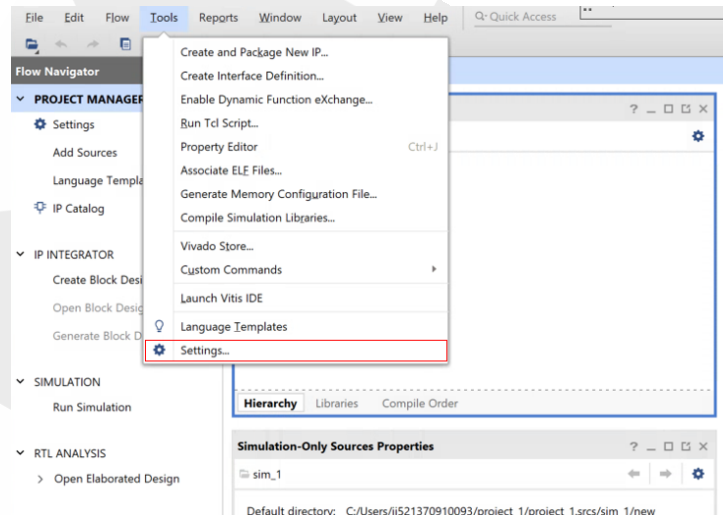 File Edit Flow Tools Reports Window Layout View Help Quick Access
Flow Navigator
PROJECT MANAGER
Settings
Add Sources
Language Templa
IP Catalog
IP INTEGRATOR
Create Block Desi
Open Block Desig
Generate Block D
SIMULATION
Run Simulation
RTL ANALYSIS
Open Elaborated Design
Create and Package New IP...
Create Interface Definition...
Enable Dynamic Function eXchange...
Run Tcl Script...
Property Editor Ctrl+J
Associate ELF Files...
Generate Memory Configuration File...
Compile Simulation Libraries...
Vivado Store...
Custom Commands
Launch Vitis IDE
Language Templates
Settings...
Hierarchy Libraries Compile Order
Simulation-Only Sources Properties
sim_1
Default directory: C:/Users/jj521370910093/project_1/project_1.srcs/sim_1/new